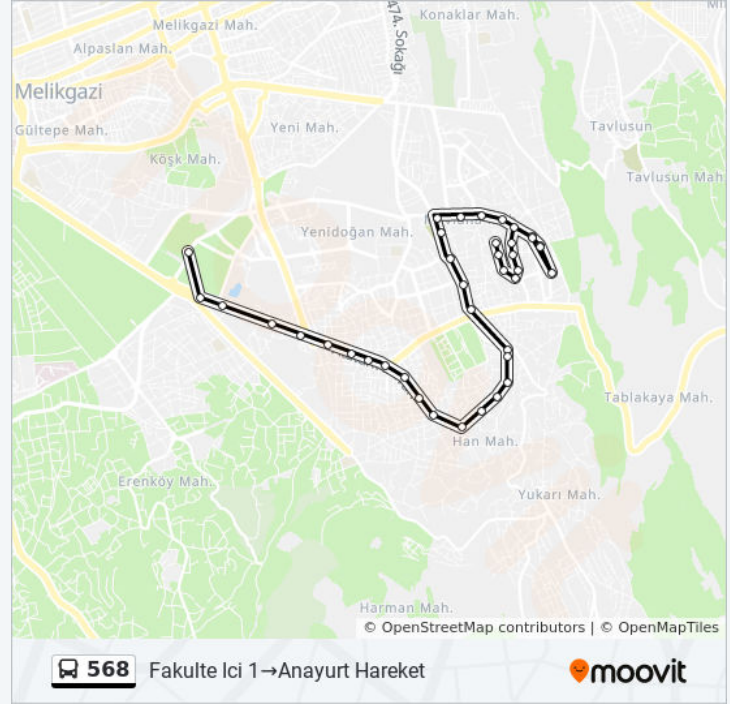 474. Sokağı
Konaklar Mah.
Melikgazi Mah.
Alpaslan Mah.
Melikgazi
Gültepe Mah.
Yeni Mah.
Tavlusun
Köşk Mah.
Tavlusun Mah
Yenidoğan Mah.
Tablakaya Mah.
Han Mah.
Erenköy Mah.
Yukarı Mah.
Harman Mah.
© OpenStreetMap contributors | © OpenMapTiles
568 Fakulte Ici 1→Anayurt Hareket
moovit